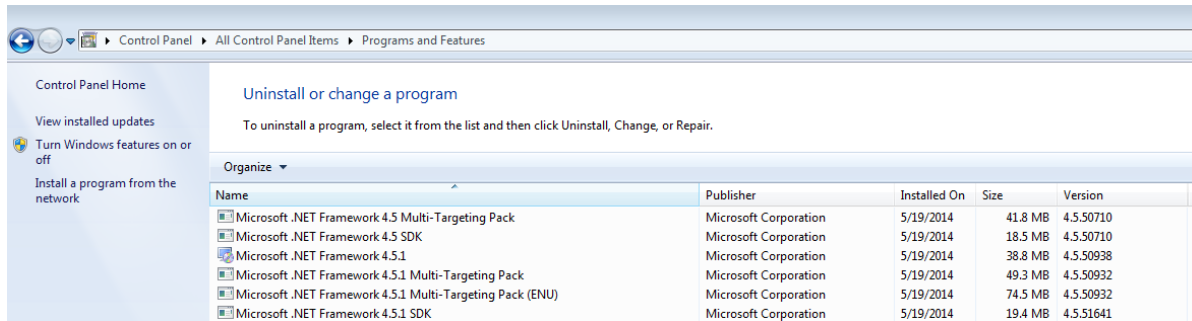 Control Panel ▸ All Control Panel Items ▸ Programs and Features
Control Panel Home
View installed updates
Turn Windows features on or
off
Install a program from the
network
Uninstall or change a program
To uninstall a program, select it from the list and then click Uninstall, Change, or Repair.
Organize
Name Publisher Installed On Size Version
Microsoft .NET Framework 4.5 Multi-Targeting Pack Microsoft Corporation 5/19/2014 41.8 MB 4.5.50710
Microsoft .NET Framework 4.5 SDK Microsoft Corporation 5/19/2014 18.5 MB 4.5.50710
Microsoft .NET Framework 4.5.1 Microsoft Corporation 5/19/2014 38.8 MB 4.5.50938
Microsoft .NET Framework 4.5.1 Multi-Targeting Pack Microsoft Corporation 5/19/2014 49.3 MB 4.5.50932
Microsoft .NET Framework 4.5.1 Multi-Targeting Pack (ENU) Microsoft Corporation 5/19/2014 74.5 MB 4.5.50932
Microsoft .NET Framework 4.5.1 SDK Microsoft Corporation 5/19/2014 19.4 MB 4.5.51641